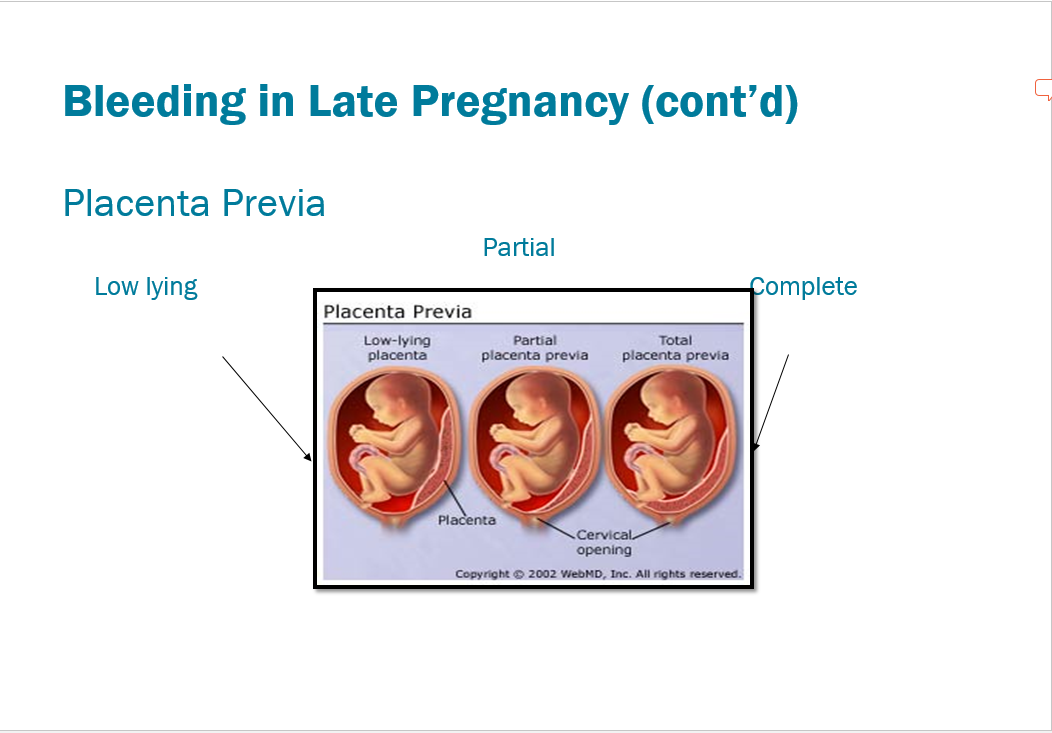 Bleeding in Late Pregnancy (cont’d)
Placenta Previa
Partial
Low lying
Complete
Placenta Previa
Low-lying
placenta
Partial
placenta previa
Total
placenta previa
Placenta
Cervical
opening
Copyright © 2002 WebMD, Inc. All rights reserved.